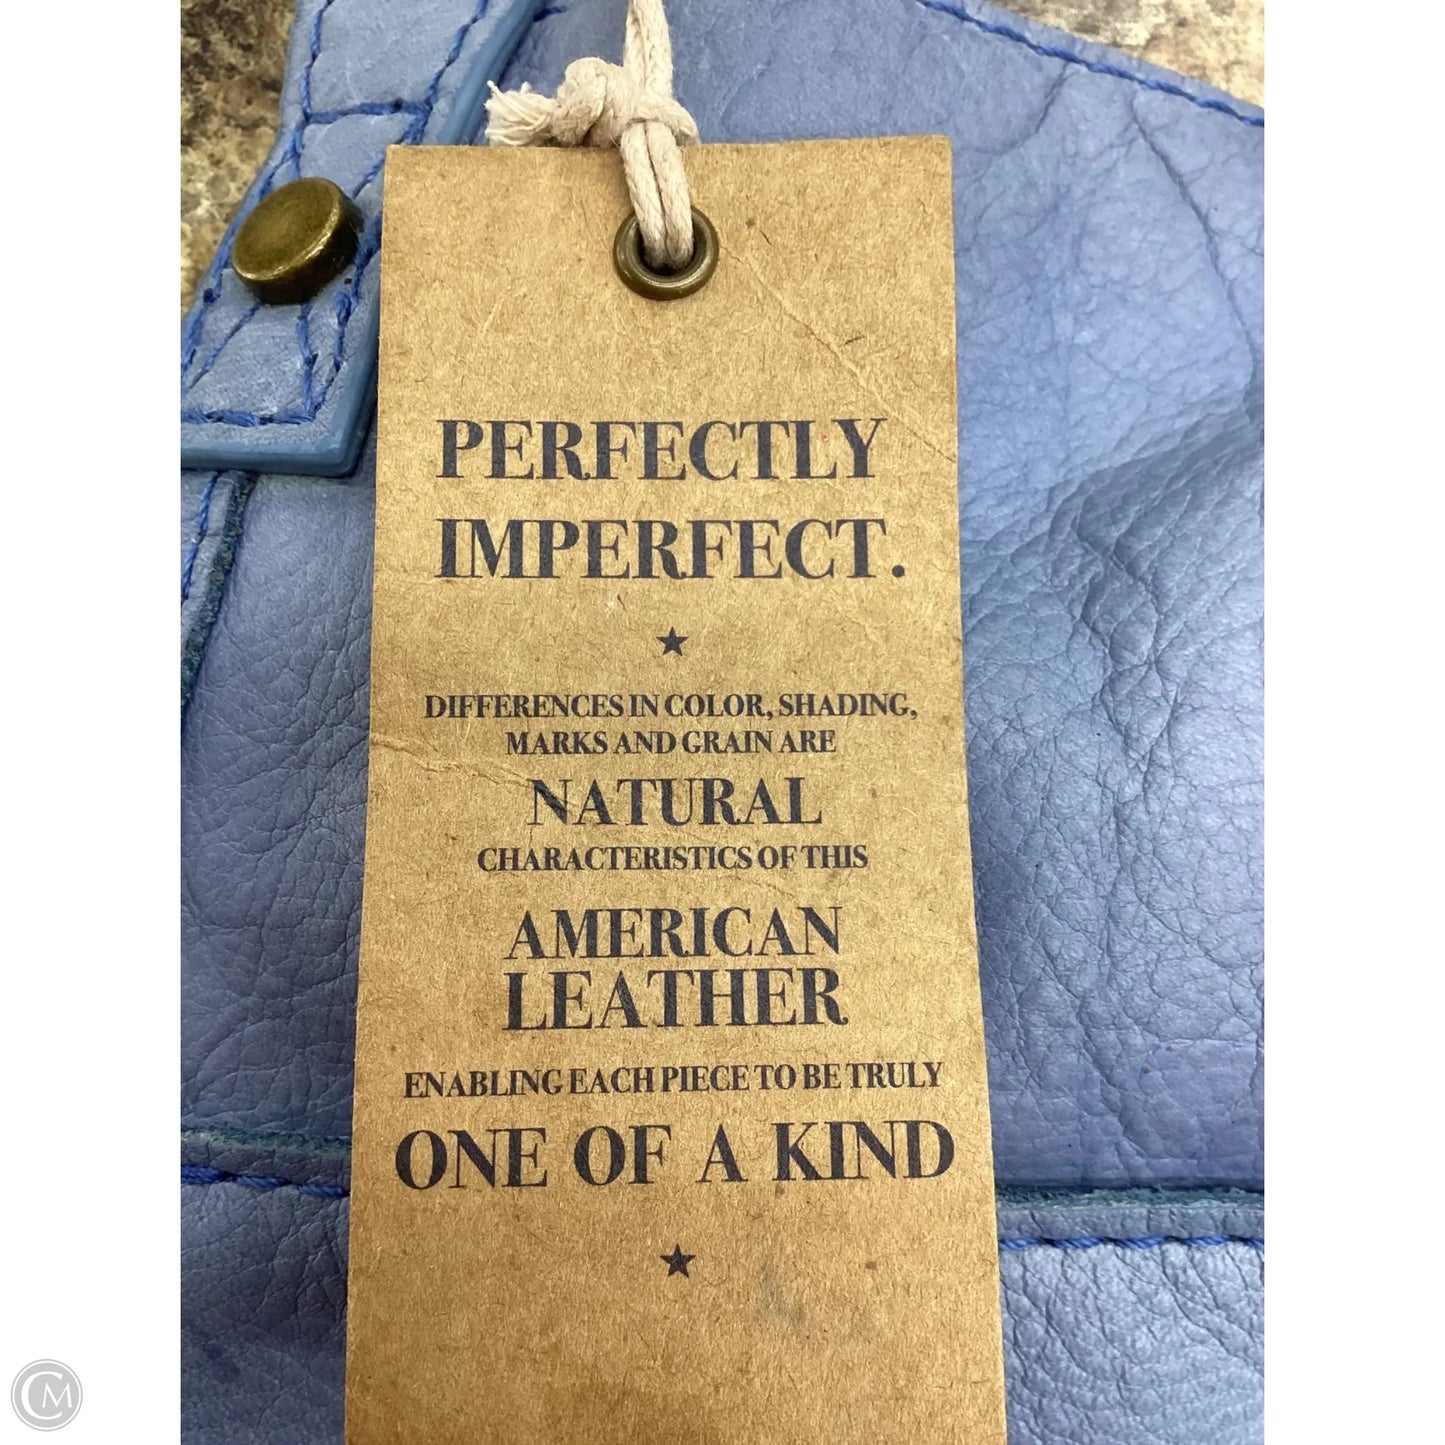 PERFECTLY
IMPERFECT.
DIFFERENCES IN COLOR, SHADING,
MARKS AND GRAIN ARE
NATURAL
CHARACTERISTICS OF THIS
AMERICAN
LEATHER
ENABLING EACH PIECE TO BE TRULY
ONE OF A KIND
CM